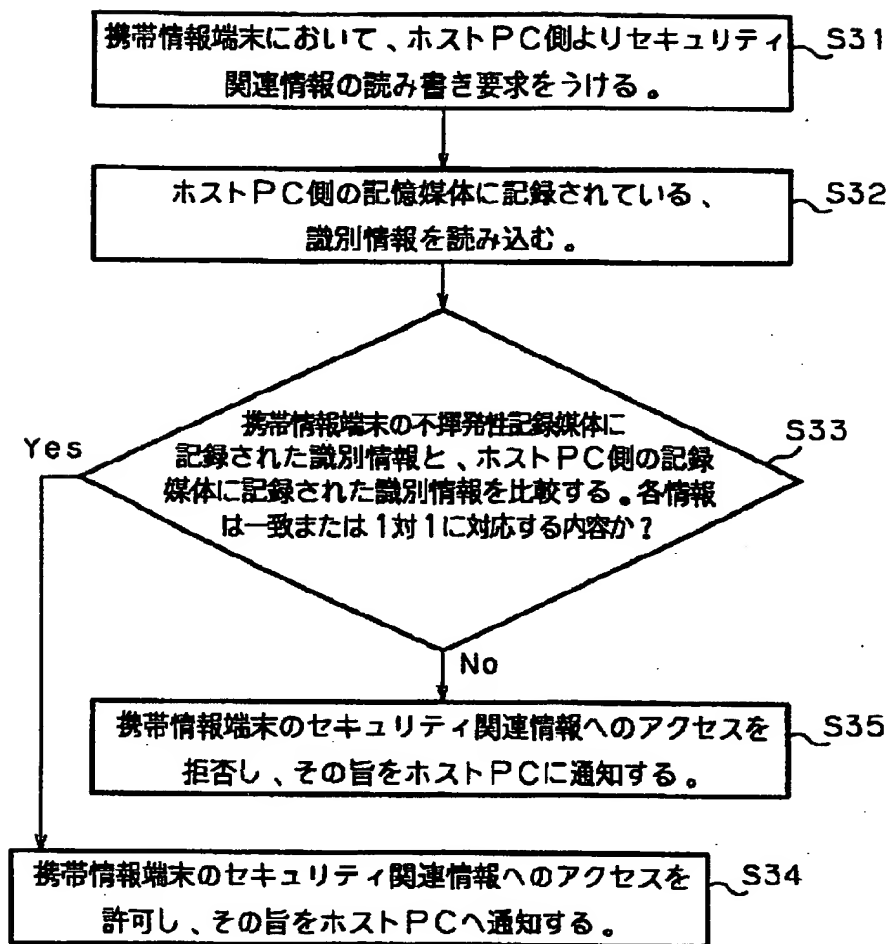 携帯情報端末において、ホストPC側よりセキュリティ
関連情報の読み書き要求をうける。
S31
ホストPC側の記憶媒体に記録されている、
識別情報を読み込む。
S32
携帯情報端末の不揮発性記録媒体に
記録された識別情報と、ホストPC側の記録
媒体に記録された識別情報を比較する。各情報
は一致または1対1に対応する内容か?
S33
Yes
No
携帯情報端末のセキュリティ関連情報へのアクセスを
拒否し、その旨をホストPCに通知する。
S35
携帯情報端末のセキュリティ関連情報へのアクセスを
許可し、その旨をホストPCへ通知する。
S34